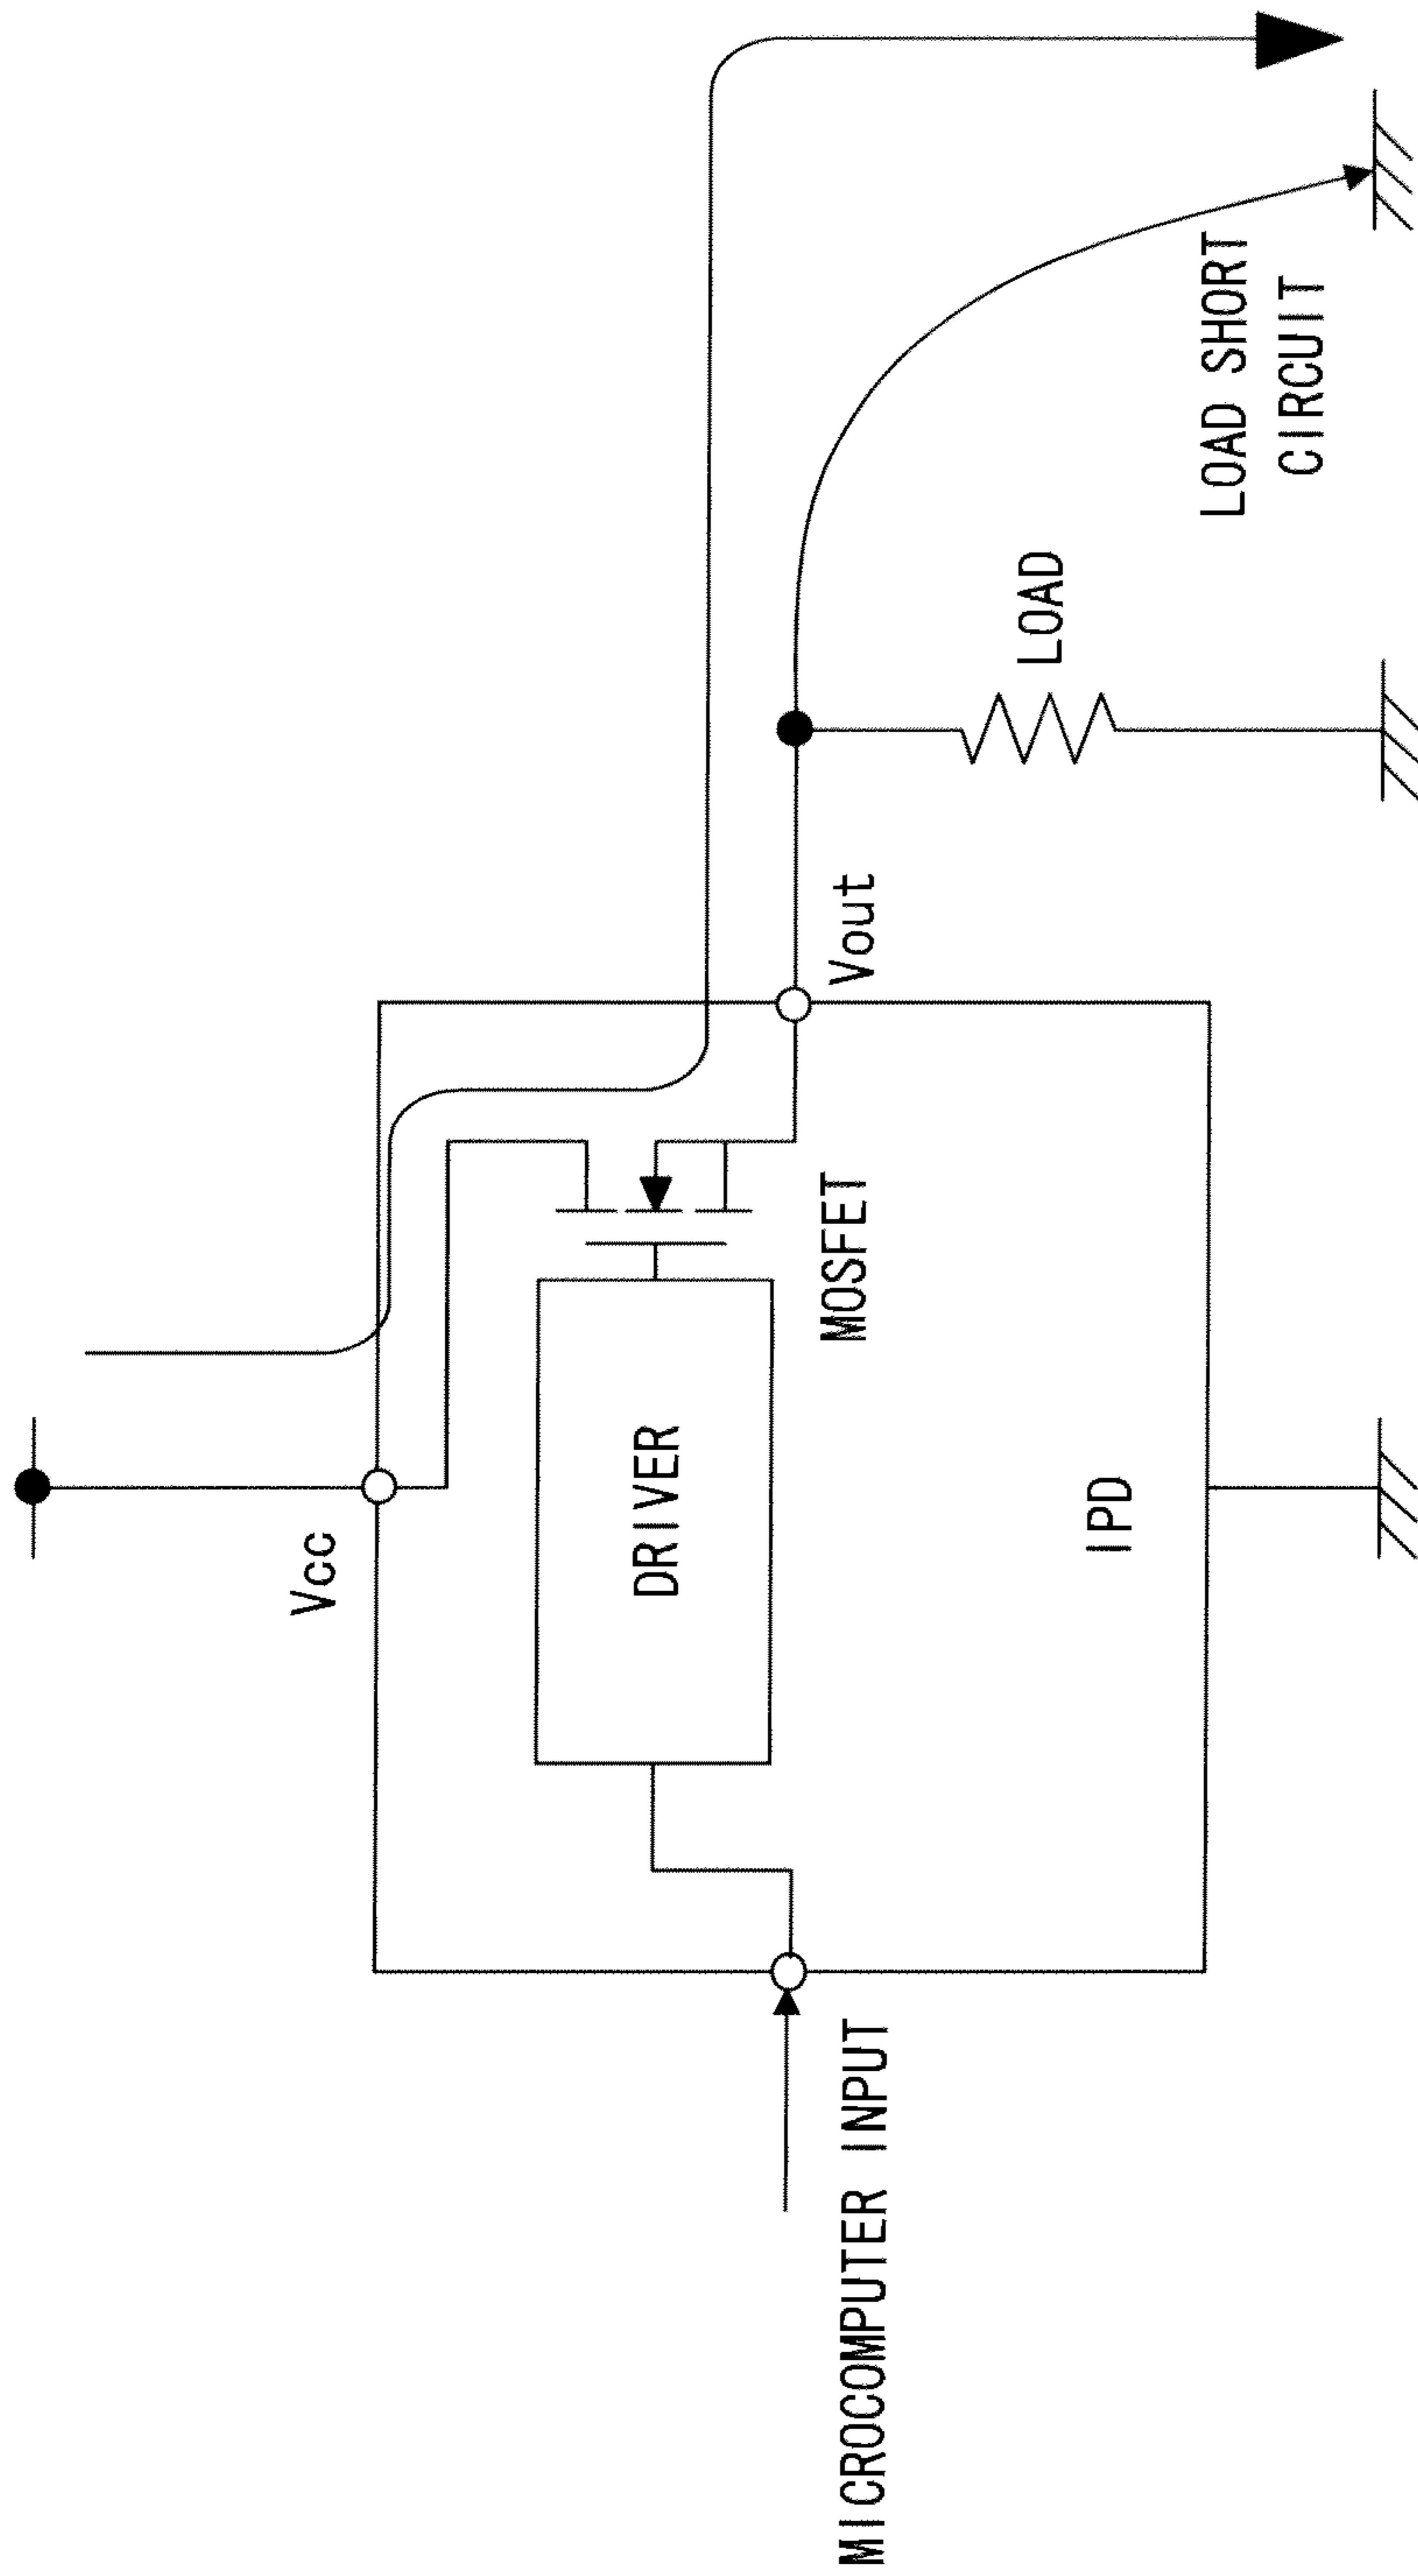 Vcc
DRIVER
MOSFET
Vout
MICROCOMPUTER INPUT
IPD
LOAD
LOAD SHORT
CIRCUIT